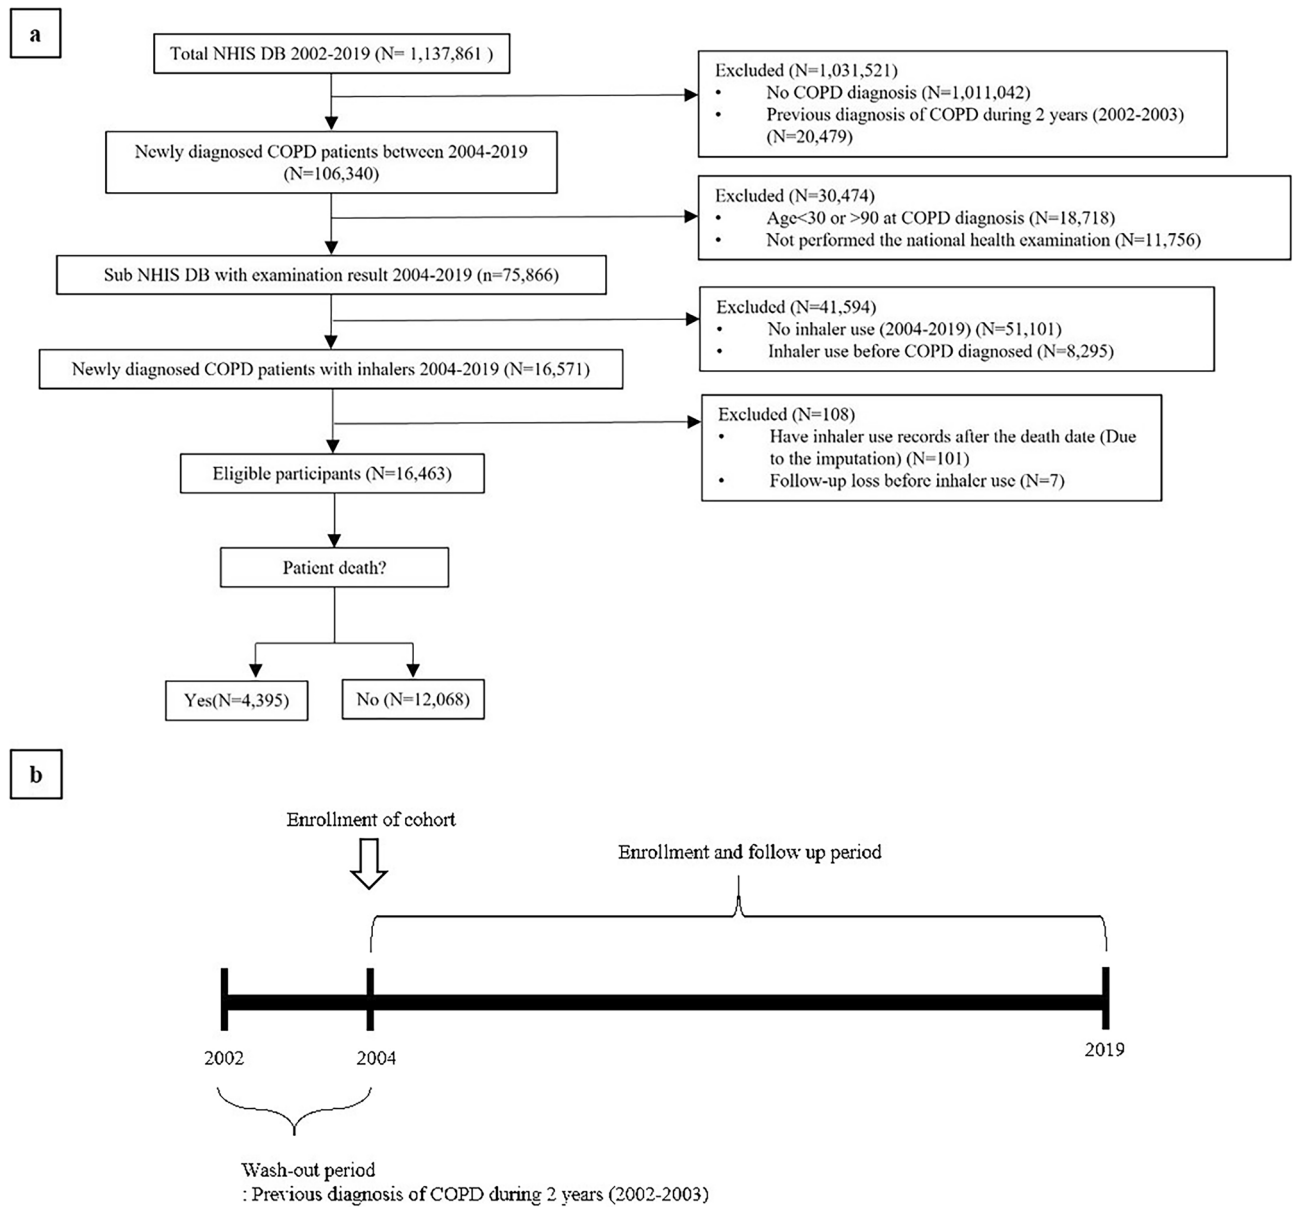 a
Total NHIS DB 2002-2019 (N= 1,137,861 )
Excluded (N=1,031,521)
• No COPD diagnosis (N=1,011,042)
• Previous diagnosis of COPD during 2 years (2002-2003)
(N=20,479)
Newly diagnosed COPD patients between 2004-2019
(N=106,340)
Excluded (N=30,474)
• Age<30 or >90 at COPD diagnosis (N=18,718)
• Not performed the national health examination (N=11,756)
Sub NHIS DB with examination result 2004-2019 (n=75,866)
Excluded (N=41,594)
• No inhaler use (2004-2019) (N=51,101)
• Inhaler use before COPD diagnosed (N=8,295)
Newly diagnosed COPD patients with inhalers 2004-2019 (N=16,571)
Excluded (N=108)
• Have inhaler use records after the death date (Due
to the imputation) (N=101)
• Follow-up loss before inhaler use (N=7)
Eligible participants (N=16,463)
Patient death?
Yes(N=4,395)
No (N=12,068)
b
Enrollment of cohort
Enrollment and follow up period
2002
2004
2019
Wash-out period
: Previous diagnosis of COPD during 2 years (2002-2003)